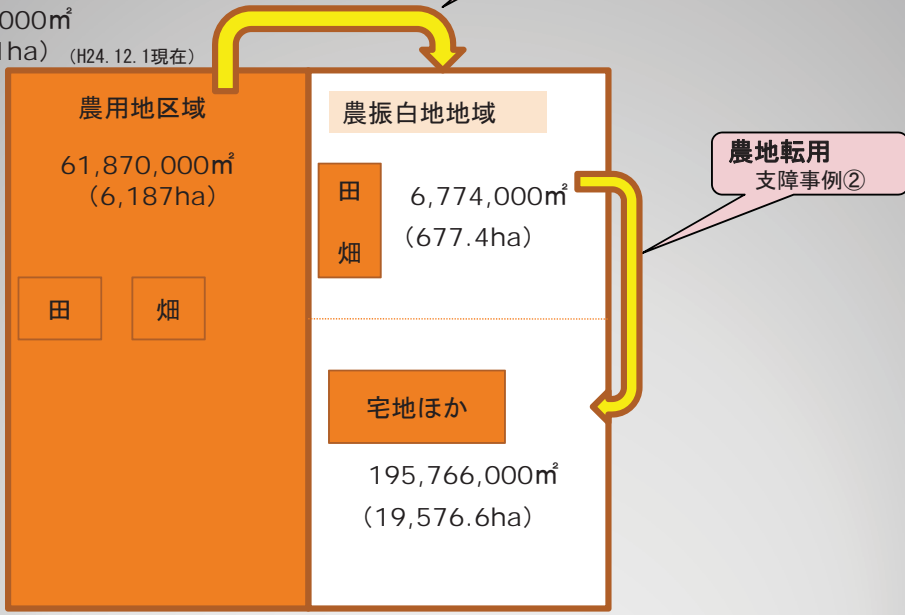 000㎡
1ha) (H24.12.1現在)
農用地区域
61,870,000㎡
(6,187ha)
田
畑
農振白地地域
田
畑
6,774,000㎡
(677.4ha)
宅地ほか
195,766,000㎡
(19,576.6ha)
農地転用
支障事例②